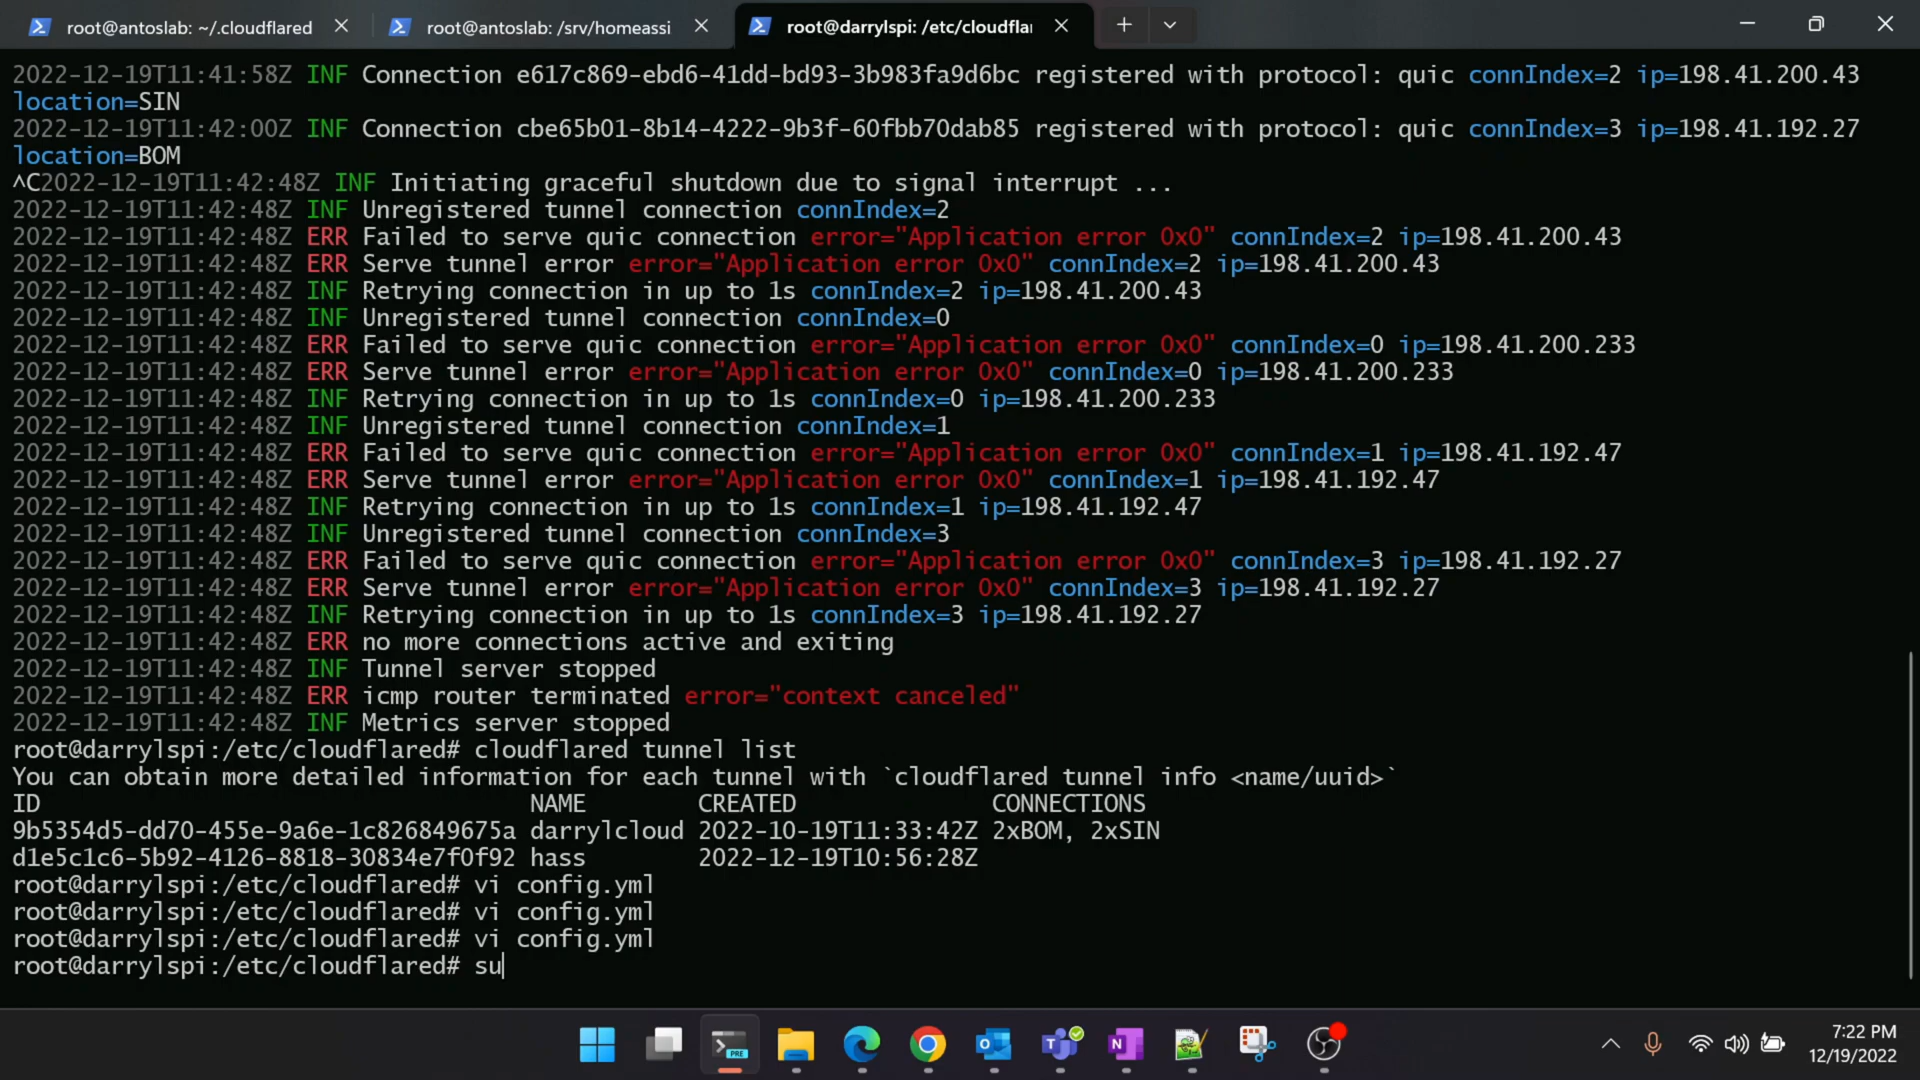 root@antoslab: ~/.cloudflared
root@antoslab: /srv/homeassi
root@darrylspi: /etc/cloudfla
2022-12-19T11:41:58Z INF Connection e617c869-ebd6-41dd-bd93-3b983fa9d6bc registered with protocol: quic connIndex=2 ip=198.41.200.43
location=SIN
2022-12-19T11:42:00Z INF Connection cbe65b01-8b14-4222-9b3f-60fbb70dab85 registered with protocol: quic connIndex=3 ip=198.41.192.27
location=BOM
^C2022-12-19T11:42:48Z INF Initiating graceful shutdown due to signal interrupt ...
2022-12-19T11:42:48Z INF Unregistered tunnel connection connIndex=2
2022-12-19T11:42:48Z ERR Failed to serve quic connection error="Application error 0x0" connIndex=2 ip=198.41.200.43
2022-12-19T11:42:48Z ERR Serve tunnel error error="Application error 0x0" connIndex=2 ip=198.41.200.43
2022-12-19T11:42:48Z INF Retrying connection in up to 1s connIndex=2 ip=198.41.200.43
2022-12-19T11:42:48Z INF Unregistered tunnel connection connIndex=0
2022-12-19T11:42:48Z ERR Failed to serve quic connection error="Application error 0x0" connIndex=0 ip=198.41.200.233
2022-12-19T11:42:48Z ERR Serve tunnel error error="Application error 0x0" connIndex=0 ip=198.41.200.233
2022-12-19T11:42:48Z INF Retrying connection in up to 1s connIndex=0 ip=198.41.200.233
2022-12-19T11:42:48Z INF Unregistered tunnel connection connIndex=1
2022-12-19T11:42:48Z ERR Failed to serve quic connection error="Application error 0x0" connIndex=1 ip=198.41.192.47
2022-12-19T11:42:48Z ERR Serve tunnel error error="Application error 0x0" connIndex=1 ip=198.41.192.47
2022-12-19T11:42:48Z INF Retrying connection in up to 1s connIndex=1 ip=198.41.192.47
2022-12-19T11:42:48Z INF Unregistered tunnel connection connIndex=3
2022-12-19T11:42:48Z ERR Failed to serve quic connection error="Application error 0x0" connIndex=3 ip=198.41.192.27
2022-12-19T11:42:48Z ERR Serve tunnel error error="Application error 0x0" connIndex=3 ip=198.41.192.27
2022-12-19T11:42:48Z INF Retrying connection in up to 1s connIndex=3 ip=198.41.192.27
2022-12-19T11:42:48Z ERR no more connections active and exiting
2022-12-19T11:42:48Z INF Tunnel server stopped
2022-12-19T11:42:48Z ERR icmp router terminated error="context canceled"
2022-12-19T11:42:48Z INF Metrics server stopped
root@darrylspi:/etc/cloudflared# cloudflared tunnel list
You can obtain more detailed information for each tunnel with `cloudflared tunnel info <name/uuid>`
ID NAME CREATED CONNECTIONS
9b5354d5-dd70-455e-9a6e-1c826849675a darrylcloud 2022-10-19T11:33:42Z 2xBOM, 2xSIN
d1e5c1c6-5b92-4126-8818-30834e7f0f92 hass 2022-12-19T10:56:28Z
root@darrylspi:/etc/cloudflared# vi config.yml
root@darrylspi:/etc/cloudflared# vi config.yml
root@darrylspi:/etc/cloudflared# vi config.yml
root@darrylspi:/etc/cloudflared# su
PRE
7:22 PM
12/19/2022